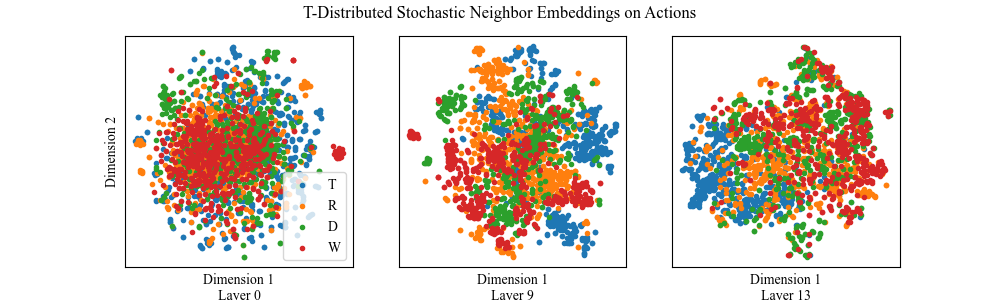 T-Distributed Stochastic Neighbor Embeddings on Actions
Dimension 2
T
R
D
W
Dimension 1
Layer 0
Dimension 1
Layer 9
Dimension 1
Layer 13